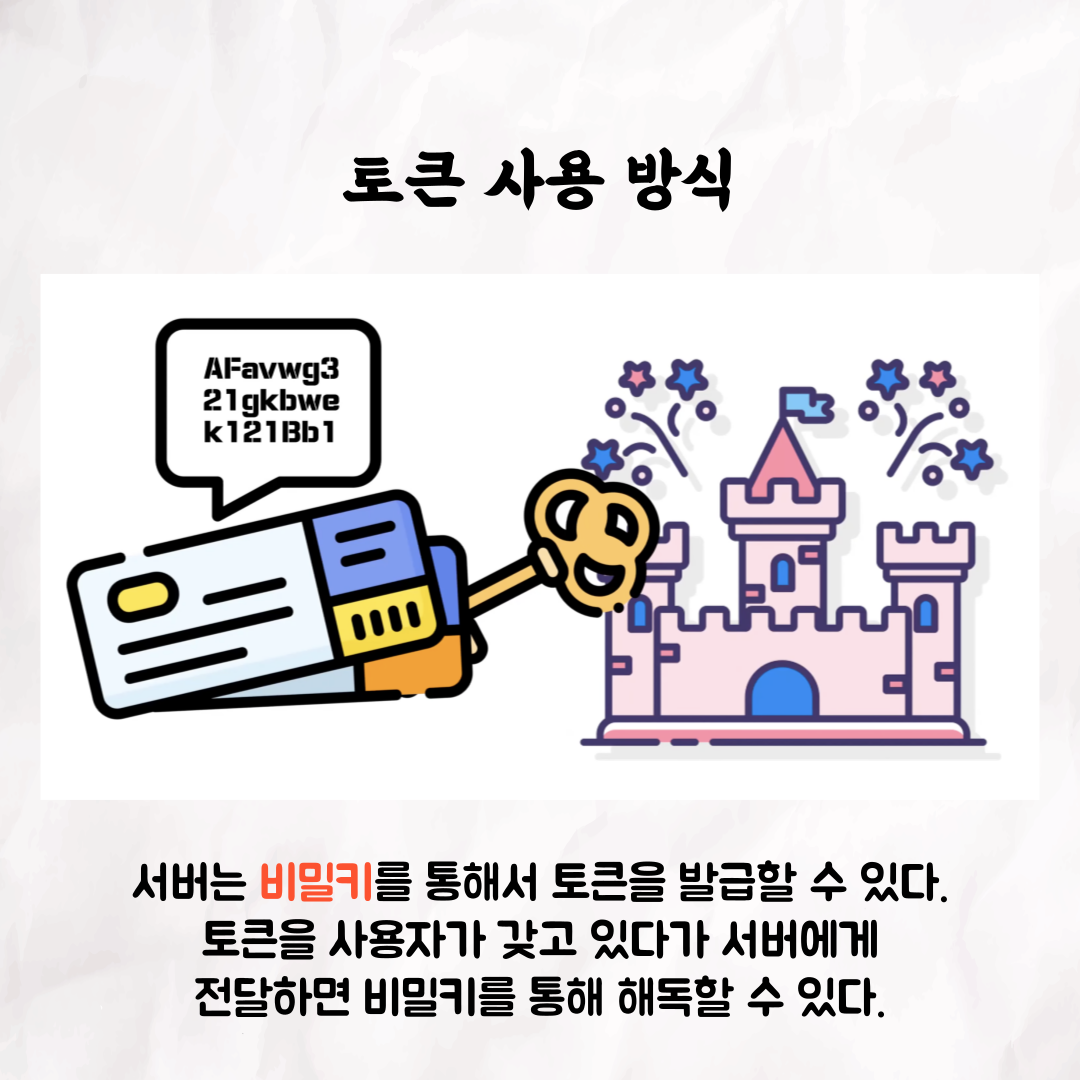 토큰 사용 방식
AFavwg3
21gkbwe
k121Bb1
서버는 비밀키를 통해서 토큰을 발급할 수 있다.
토큰을 사용자가 갖고 있다가 서버에게
전달하면 비밀키를 통해 해독할 수 있다.